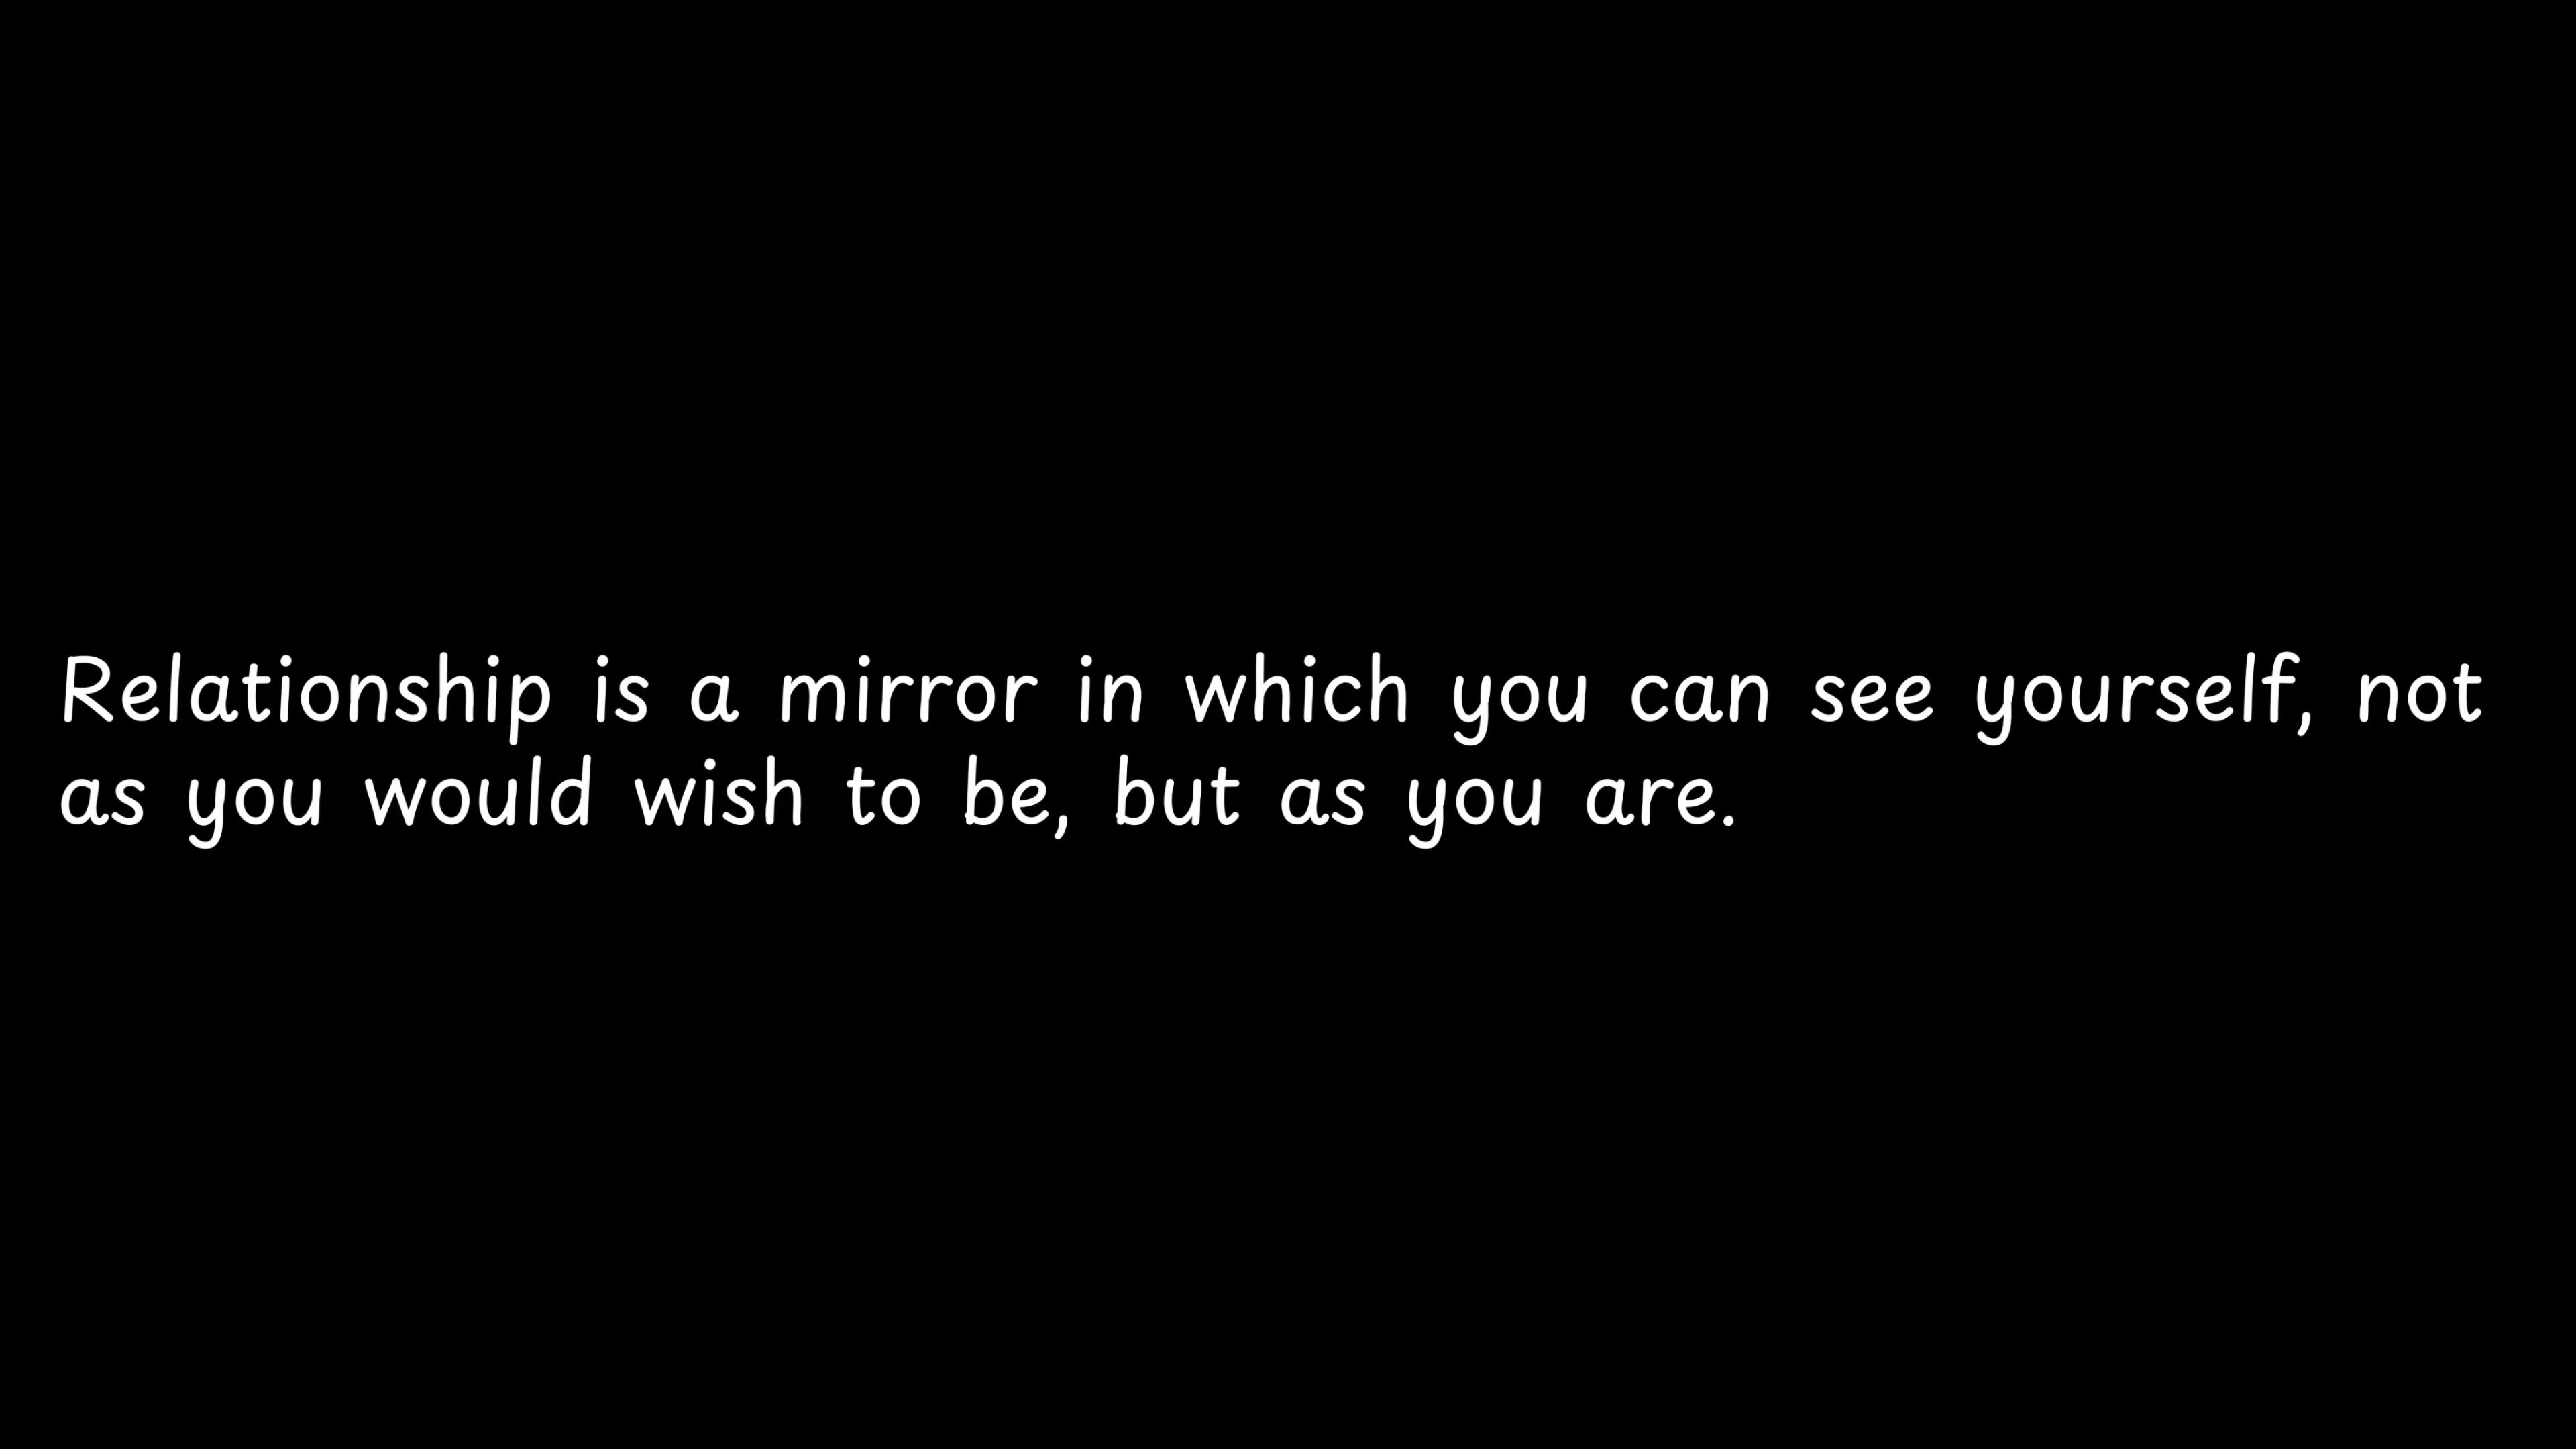 Relationship is a mirror in which you can see yourself, not
as you would wish to be, but as you are.